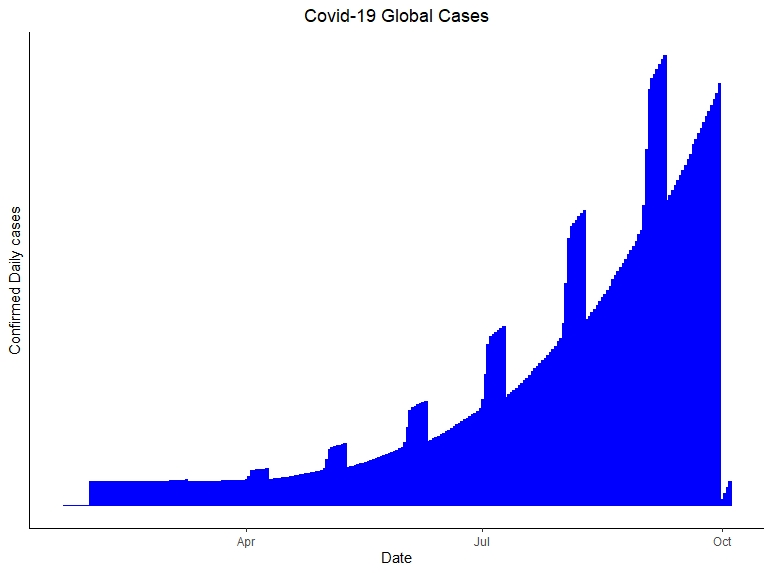 Covid-19 Global Cases
Confirmed Daily cases
Apr
Jul
Oct
Date